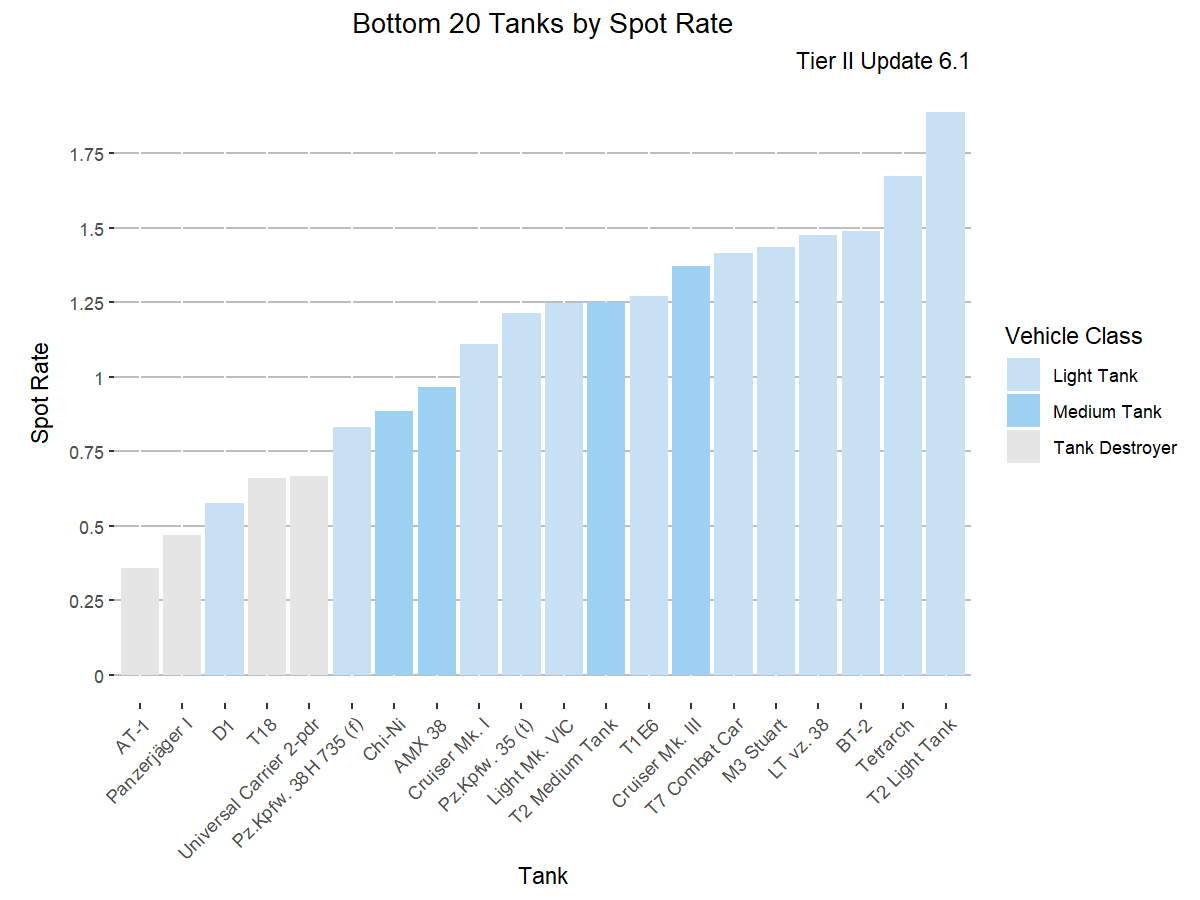 Bottom 20 Tanks by Spot Rate
Tier II Update 6.1
1.75
1.5
1.25
1
0.75
0.5
0.25
0
Spot Rate
AT-1
Panzerjäger I
D1
T18
Universal Carrier 2-pdr
Pz.Kpfw. 38H 735 (f)
Chi-Ni
AMX 38
Cruiser Mk. I
Pz.Kpfw. 35 (t)
Light Mk. VIC
T2 Medium Tank
T1E6
Cruiser Mk. III
T7 Combat Car
M3 Stuart
LT vz. 38
BT-2
Tetrarch
T2 Light Tank
Tank
Vehicle Class
Light Tank
Medium Tank
Tank Destroyer